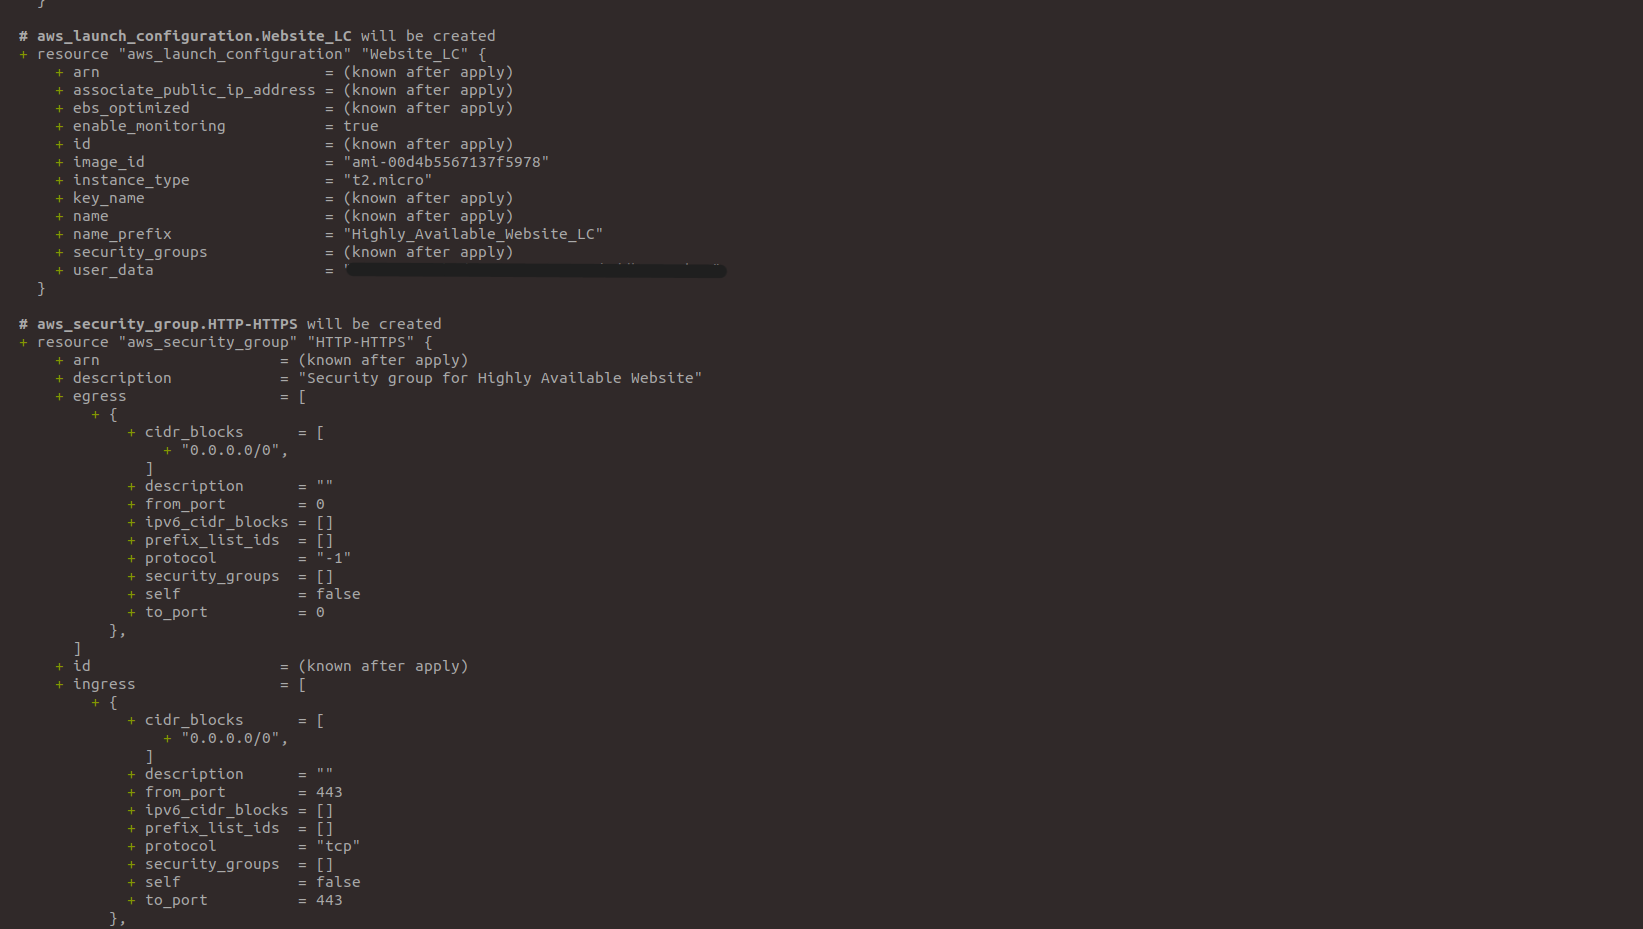 }
# aws_launch_configuration.Website_LC will be created
+ resource "aws_launch_configuration" "Website_LC" {
+ arn = (known after apply)
+ associate_public_ip_address = (known after apply)
+ ebs_optimized = (known after apply)
+ enable_monitoring = true
+ id = (known after apply)
+ image_id = "ami-00d4b5567137f5978"
+ instance_type = "t2.micro"
+ key_name = (known after apply)
+ name = (known after apply)
+ name_prefix = "Highly_Available_Website_LC"
+ security_groups = (known after apply)
+ user_data = "
}
# aws_security_group.HTTP-HTTPS will be created
+ resource "aws_security_group" "HTTP-HTTPS" {
+ arn = (known after apply)
+ description = "Security group for Highly Available Website"
+ egress = [
+ {
+ cidr_blocks = [
+ "0.0.0.0/0",
]
+ description = ""
+ from_port = 0
+ ipv6_cidr_blocks = []
+ prefix_list_ids = []
+ protocol = "-1"
+ security_groups = []
+ self = false
+ to_port = 0
},
]
+ id = (known after apply)
+ ingress = [
+ {
+ cidr_blocks = [
+ "0.0.0.0/0",
]
+ description = ""
+ from_port = 443
+ ipv6_cidr_blocks = []
+ prefix_list_ids = []
+ protocol = "tcp"
+ security_groups = []
+ self = false
+ to_port = 443
},